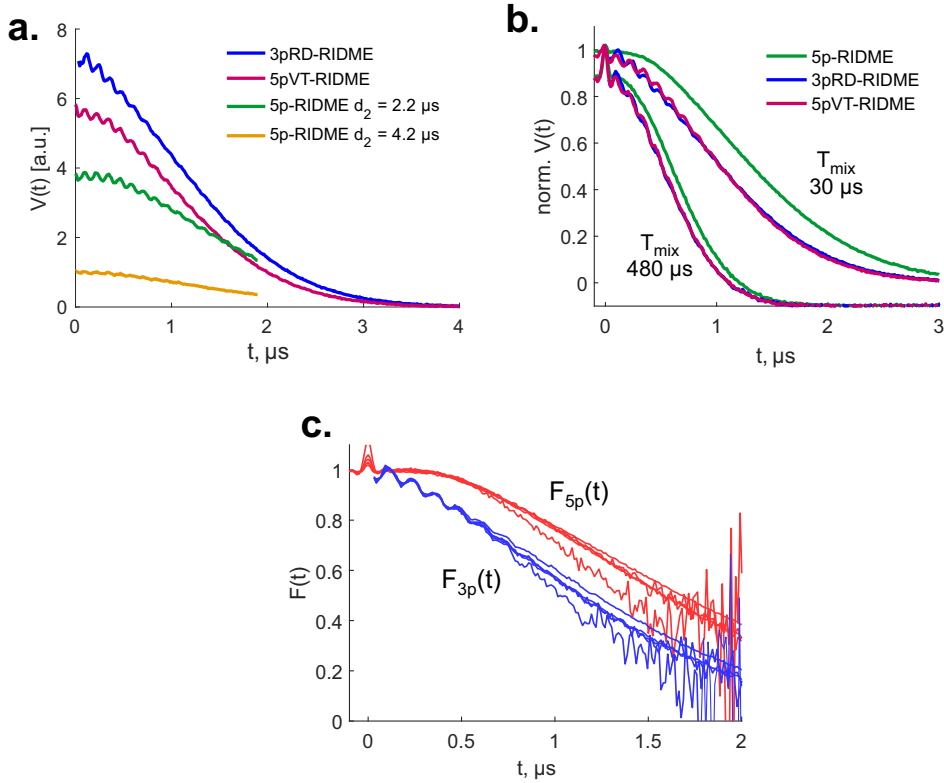 a.
V(t) [a.u.]
8
6
4
2
0
0
1
2
3
4
t, µs
3pRD-RIDME
5pVT-RIDME
5p-RIDME d2 = 2.2 µs
5p-RIDME d2 = 4.2 µs
b.
norm. V(t)
1
0.8
0.6
0.4
0.2
0
0
1
2
3
t, µs
5p-RIDME
3pRD-RIDME
5pVT-RIDME
Tmix
30 µs
Tmix
480 µs
c.
F(t)
1
0.8
0.6
0.4
0.2
0
0
0.5
1
1.5
2
t, µs
F5p(t)
F3p(t)